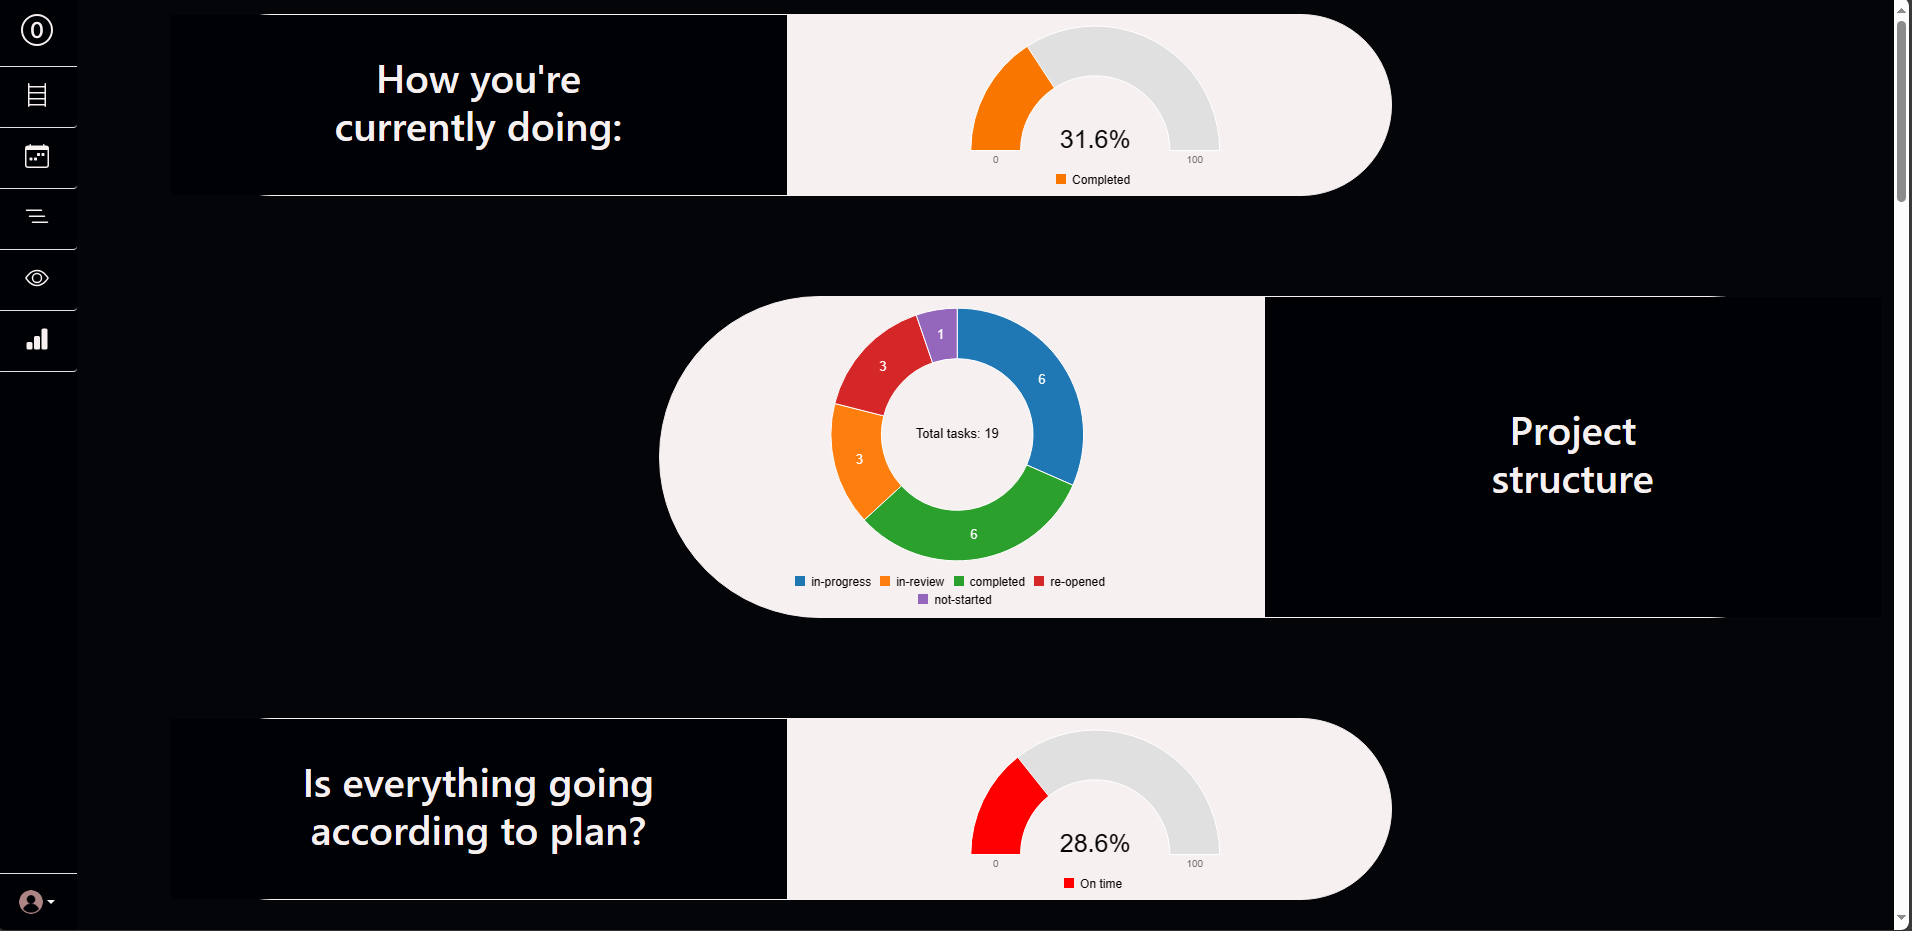 0
How you're
currently doing:
31.6%
0
100
Completed
1
6
3
Total tasks: 19
3
6
in-progress in-review completed re-opened
not-started
Project
structure
Is everything going
according to plan?
28.6%
0
100
On time